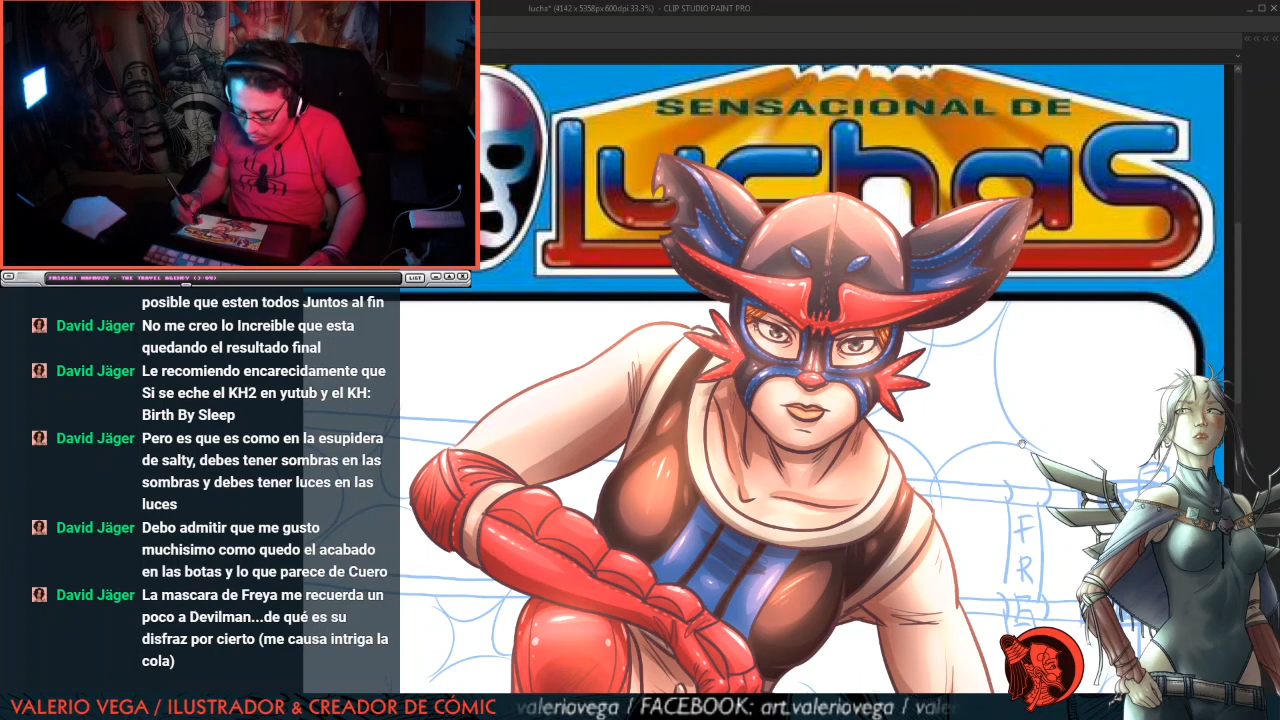 lucha* (4142 x 5358px 600dpi 33.3%) - CLIP STUDIO PAINT PRO
SENSACIONAL DE
Luchas
THE TRAVEL AGENCY
LIST
posible que esten todos Juntos al fin
David Jäger No me creo lo Increible que esta
quedando el resultado final
David Jäger Le recomiendo encarecidamente que
Si se eche el KH2 en yutub y el KH:
Birth By Sleep
David Jäger Pero es que es como en la esupidera
de salty, debes tener sombras en las
sombras y debes tener luces en las
luces
David Jäger Debo admitir que me gusto
muchisimo como quedo el acabado
en las botas y lo que parece de Cuero
David Jäger La mascara de Freya me recuerda un
poco a Devilman...de qué es su
disfraz por cierto (me causa intriga la
cola)
FRE
VALERIO VEGA / ILUSTRADOR & CREADOR DE CÓMIC
valeriovega / FACEBOOK: art.valeriovega / vale